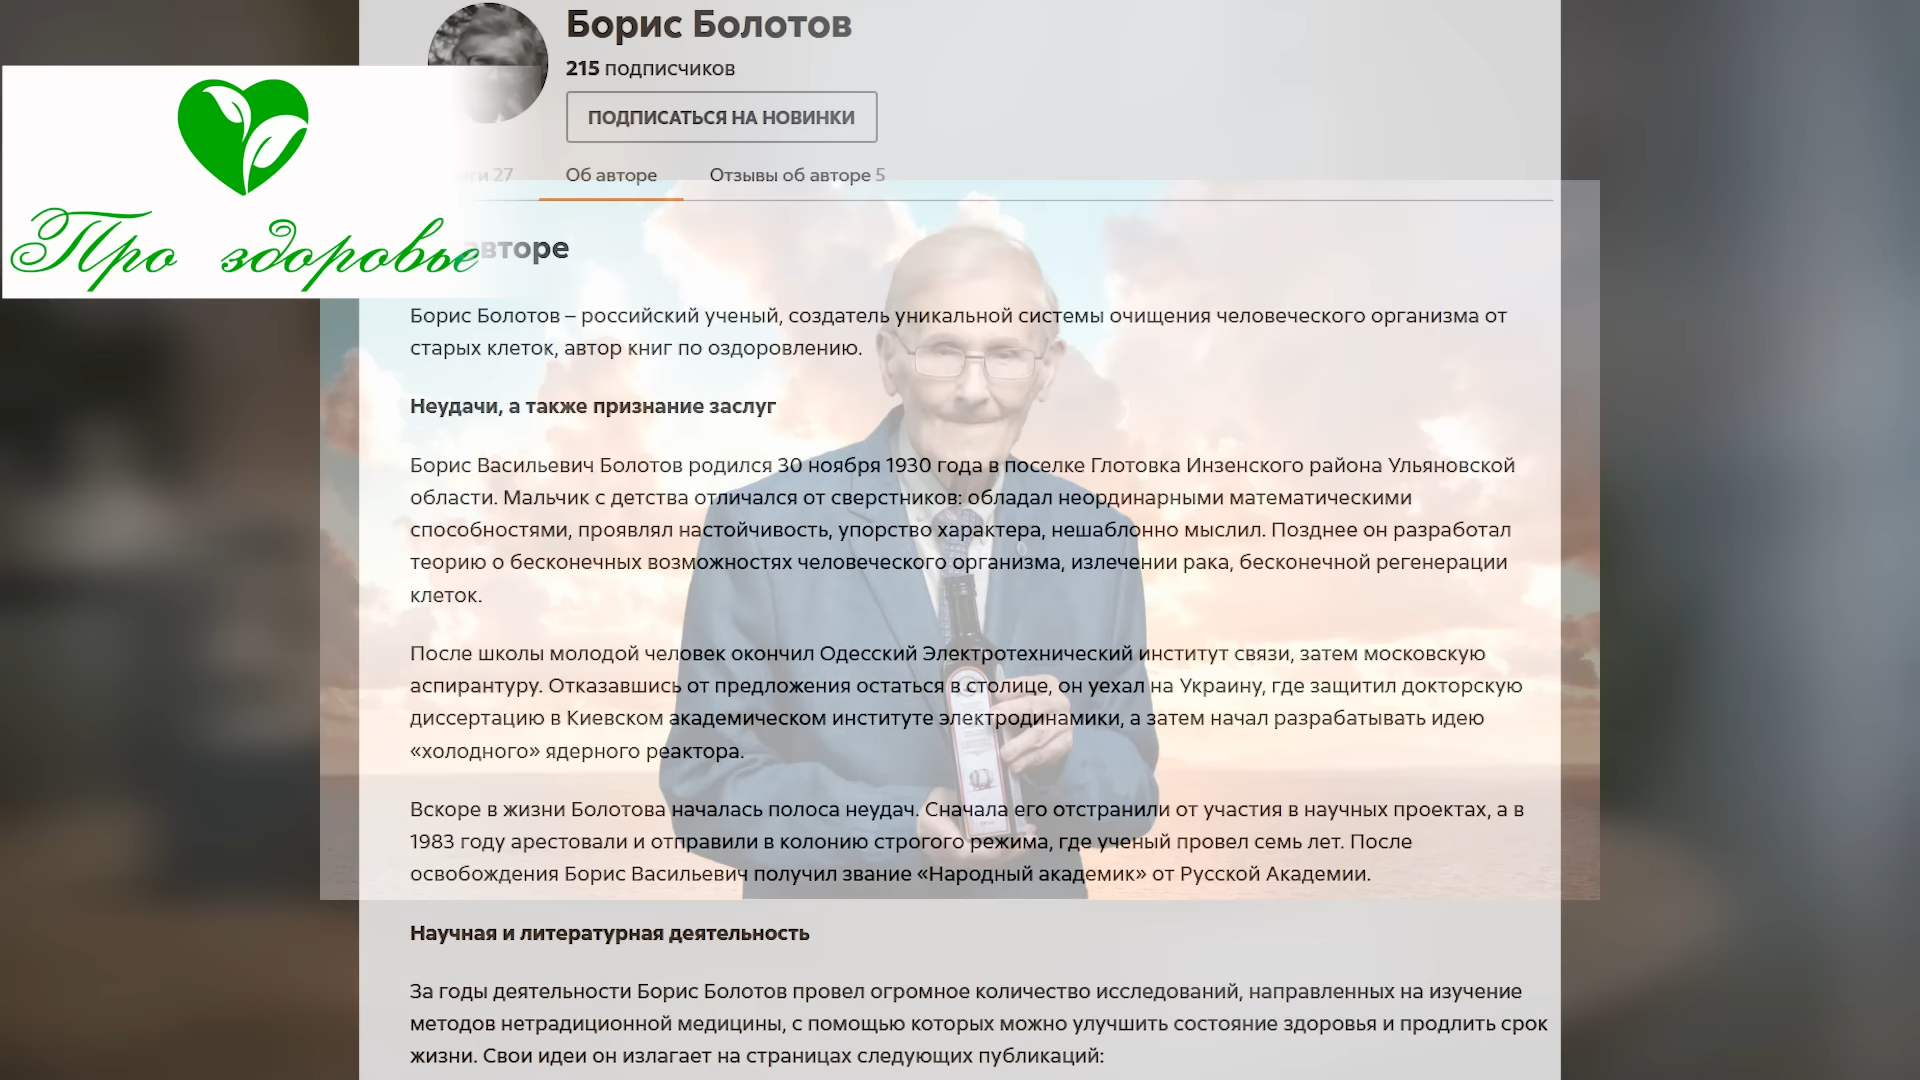 Борис Болотов
215 подписчиков
ПОДПИСАТЬСЯ НА НОВИНКИ
27
Об авторе
Отзывы об авторе 5
Про здоровье
авторе
Борис Болотов – российский ученый, создатель уникальной системы очищения человеческого организма от
старых клеток, автор книг по оздоровлению.
Неудачи, а также признание заслуг
Борис Васильевич Болотов родился 30 ноября 1930 года в поселке Глотовка Инзенского района Ульяновской
области. Мальчик с детства отличался от сверстников: обладал неординарными математическими
способностями, проявлял настойчивость, упорство характера, нешаблонно мыслил. Позднее он разработал
теорию о бесконечных возможностях человеческого организма, излечении рака, бесконечной регенерации
клеток.
После школы молодой человек окончил Одесский Электротехнический институт связи, затем московскую
аспирантуру. Отказавшись от предложения остаться в столице, он уехал на Украину, где защитил докторскую
диссертацию в Киевском академическом институте электродинамики, а затем начал разрабатывать идею
«холодного» ядерного реактора.
Вскоре в жизни Болотова началась полоса неудач. Сначала его отстранили от участия в научных проектах, а в
1983 году арестовали и отправили в колонию строгого режима, где ученый провел семь лет. После
освобождения Борис Васильевич получил звание «Народный академик» от Русской Академии.
Научная и литературная деятельность
За годы деятельности Борис Болотов провел огромное количество исследований, направленных на изучение
методов нетрадиционной медицины, с помощью которых можно улучшить состояние здоровья и продлить срок
жизни. Свои идеи он излагает на страницах следующих публикаций: